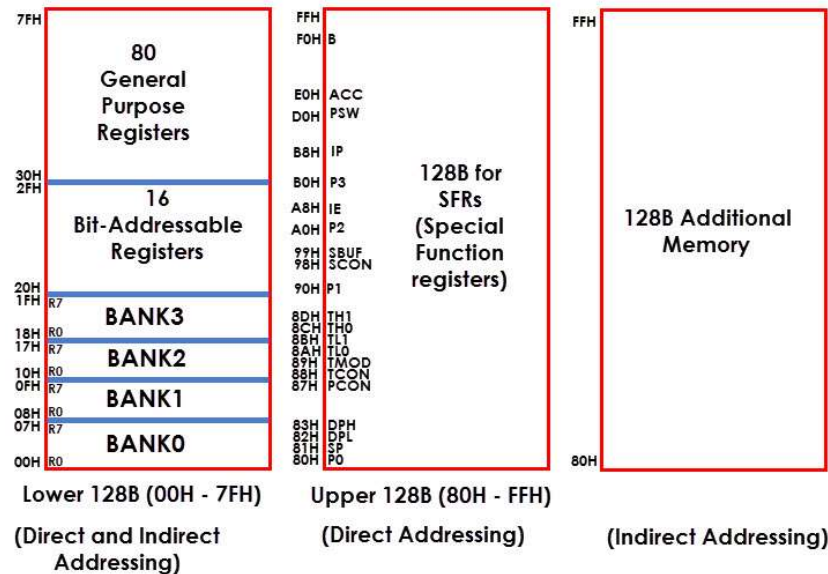 7FH
80
General
Purpose
Registers
30H
2FH
16
Bit-Addressable
Registers
20H
1FH R7
BANK3
18H R0
17H R7
BANK2
10H R0
0FH R7
BANK1
08H R0
07H R7
BANK0
00H R0
Lower 128B (00H - 7FH)
(Direct and Indirect
Addressing)
FFH
F0H B
E0H ACC
D0H PSW
B8H IP
B0H P3
A8H IE
A0H P2
99H SBUF
98H SCON
90H P1
8DH TH1
8CH TH0
8BH TL1
8AH TL0
89H TMOD
88H TCON
87H PCON
83H DPH
82H DPL
81H SP
80H P0
128B for
SFRs
(Special
Function
registers)
Upper 128B (80H - FFH)
(Direct Addressing)
FFH
128B Additional
Memory
80H
(Indirect Addressing)